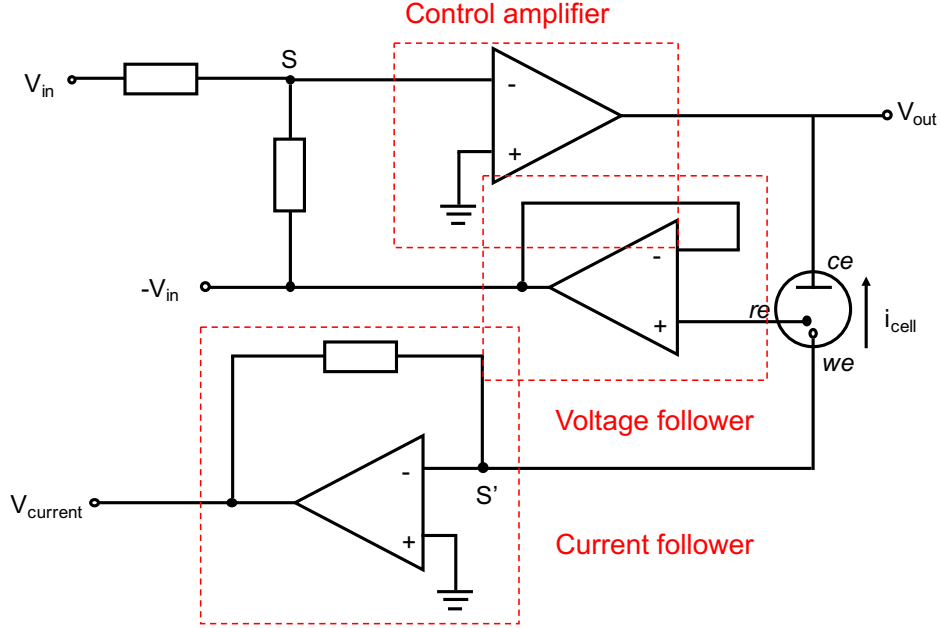 Control amplifier
S
V_in
-
+
V_out
-V_in
-
+
ce
re
we
i_cell
Voltage follower
-
+
S’
V_current
Current follower